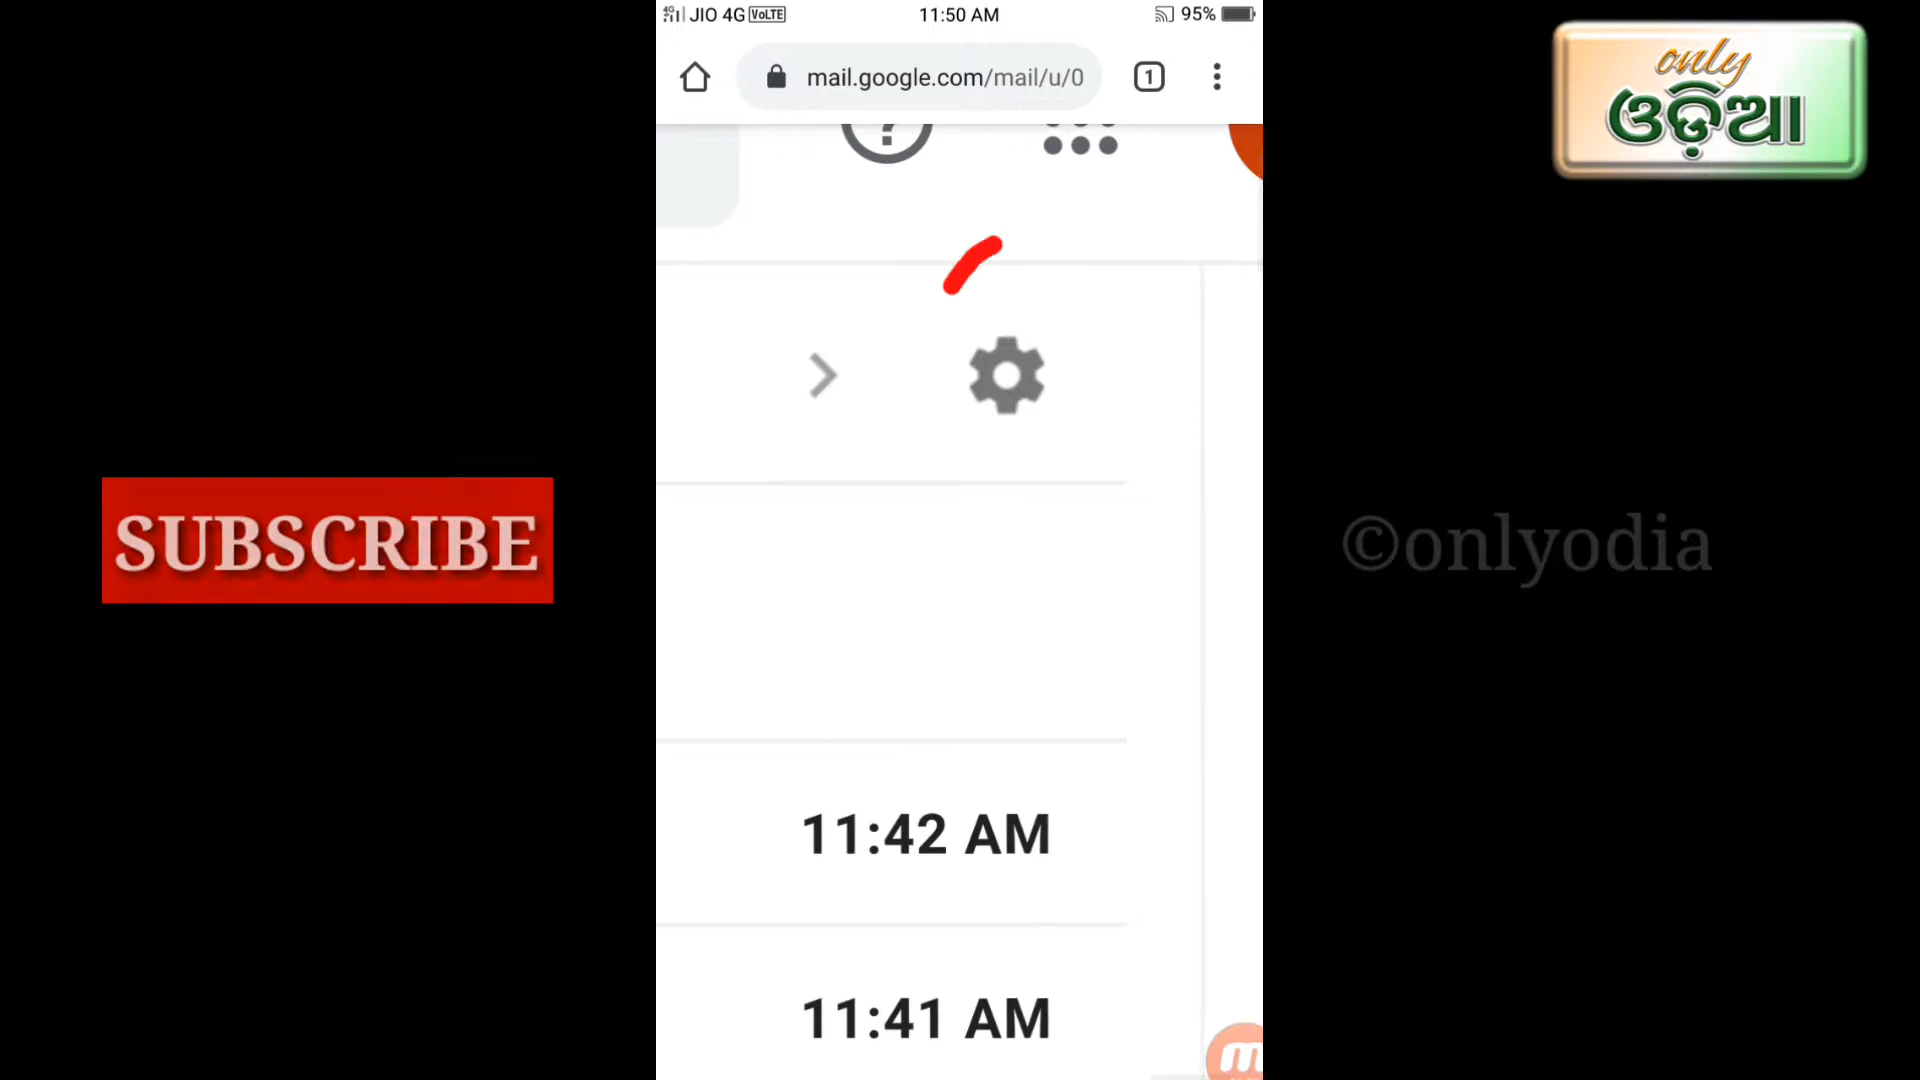 JIO 4G VoLTE
11:50 AM
95%
mail.google.com/mail/u/0
1
only
ଓଡ଼ିଆ
SUBSCRIBE
©onlyodia
11:42 AM
11:41 AM